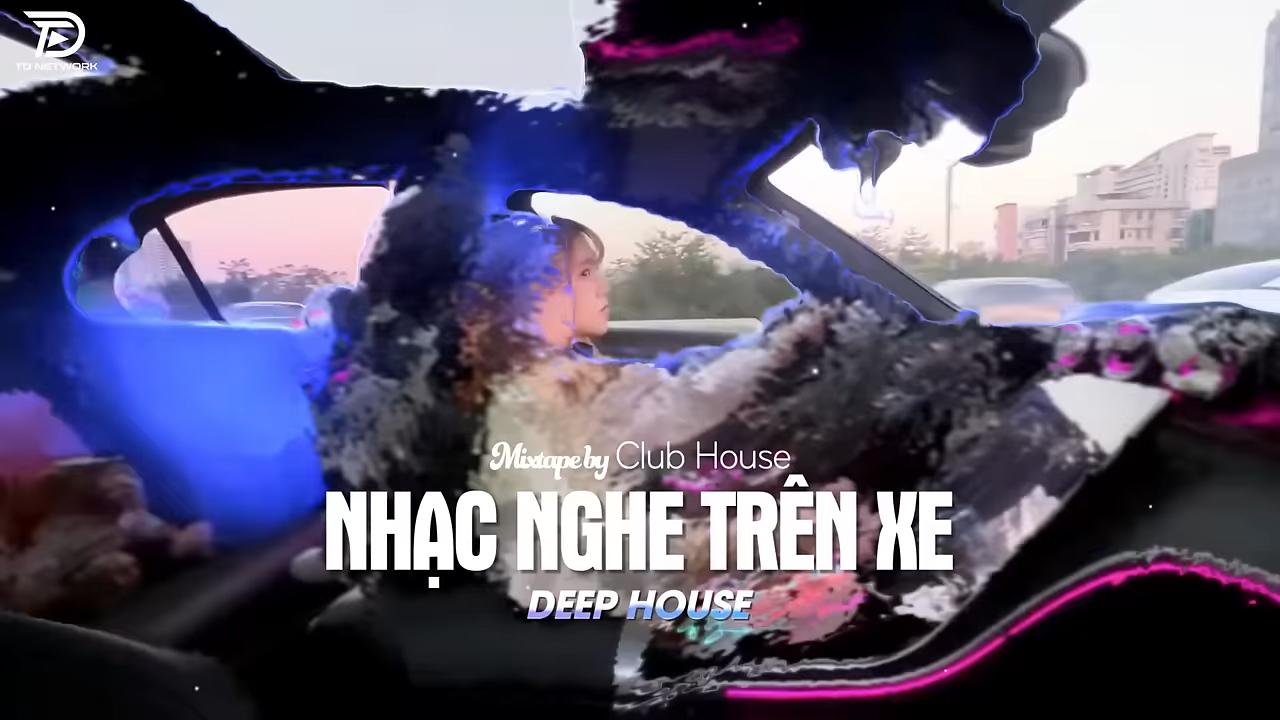 TD NETWORK
Mixtape by Club House
NHẠC NGHE TRÊN XE
DEEP HOUSE